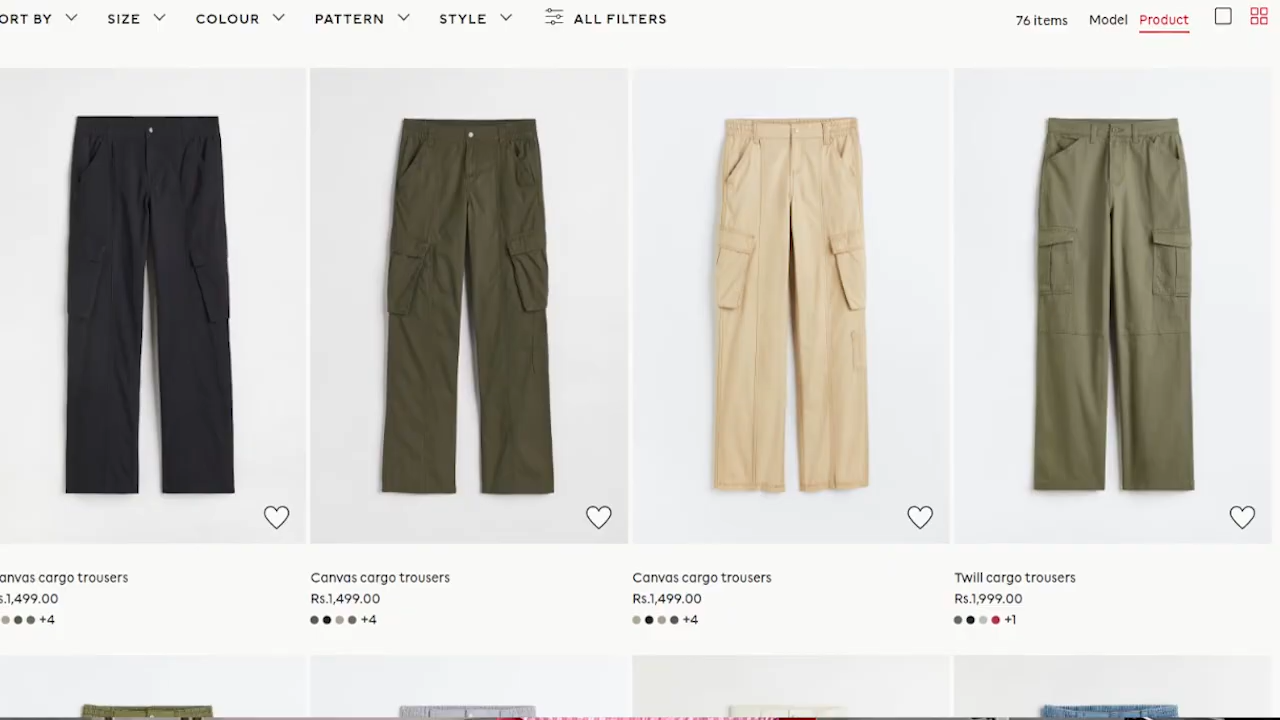 ORT BY SIZE COLOUR PATTERN STYLE ALL FILTERS 76 items Model Product
anvas cargo trousers
s.1,499.00
+4
Canvas cargo trousers
Rs.1,499.00
+4
Canvas cargo trousers
Rs.1,499.00
+4
Twill cargo trousers
Rs.1,999.00
+1